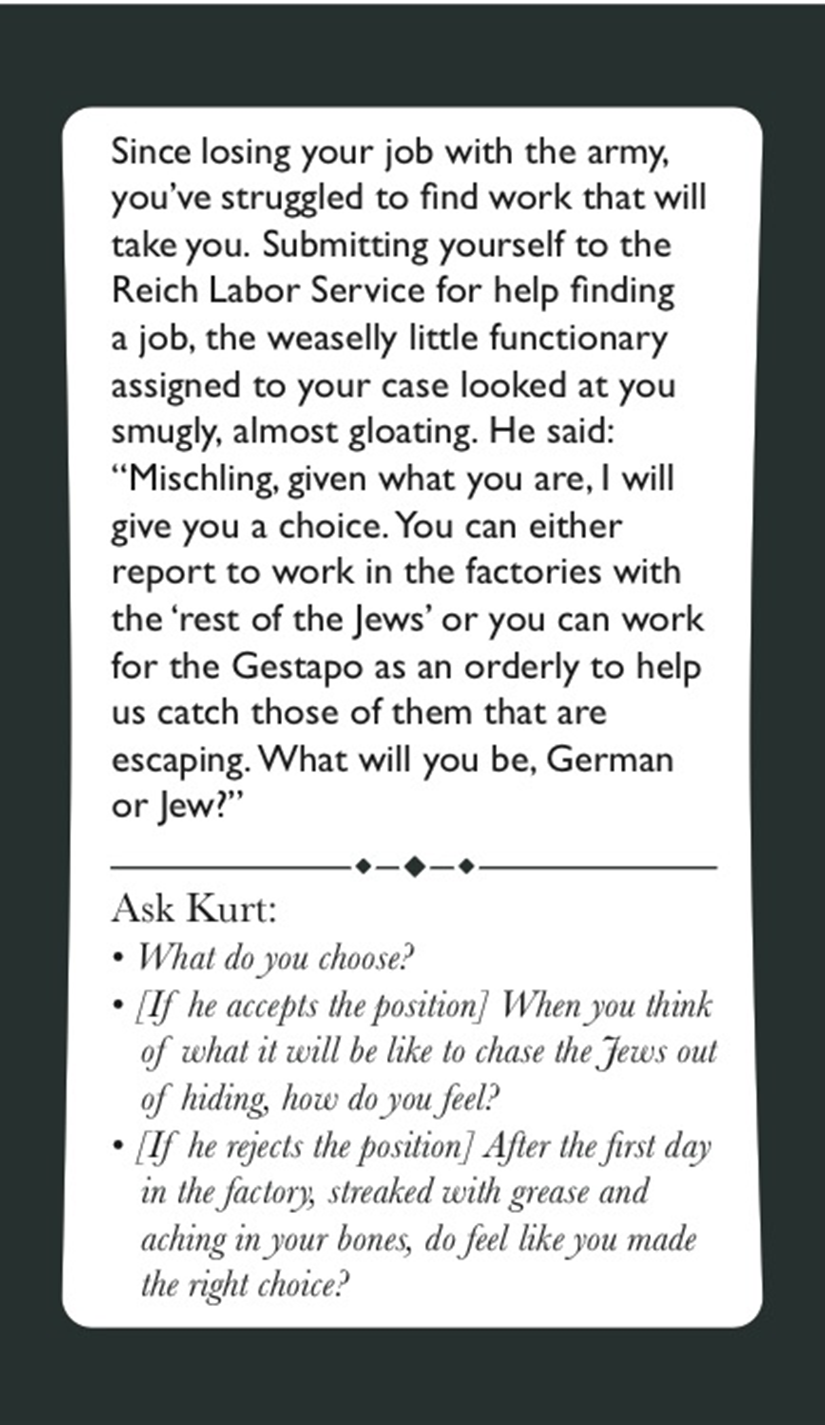 Since losing your job with the army,
you’ve struggled to find work that will
take you. Submitting yourself to the
Reich Labor Service for help finding
a job, the weaselly little functionary
assigned to your case looked at you
smugly, almost gloating. He said:
“Mischling, given what you are, I will
give you a choice. You can either
report to work in the factories with
the ‘rest of the Jews’ or you can work
for the Gestapo as an orderly to help
us catch those of them that are
escaping. What will you be, German
or Jew?”
Ask Kurt:
• What do you choose?
• [If he accepts the position] When you think
of what it will be like to chase the Jews out
of hiding, how do you feel?
• [If he rejects the position] After the first day
in the factory, streaked with grease and
aching in your bones, do feel like you made
the right choice?